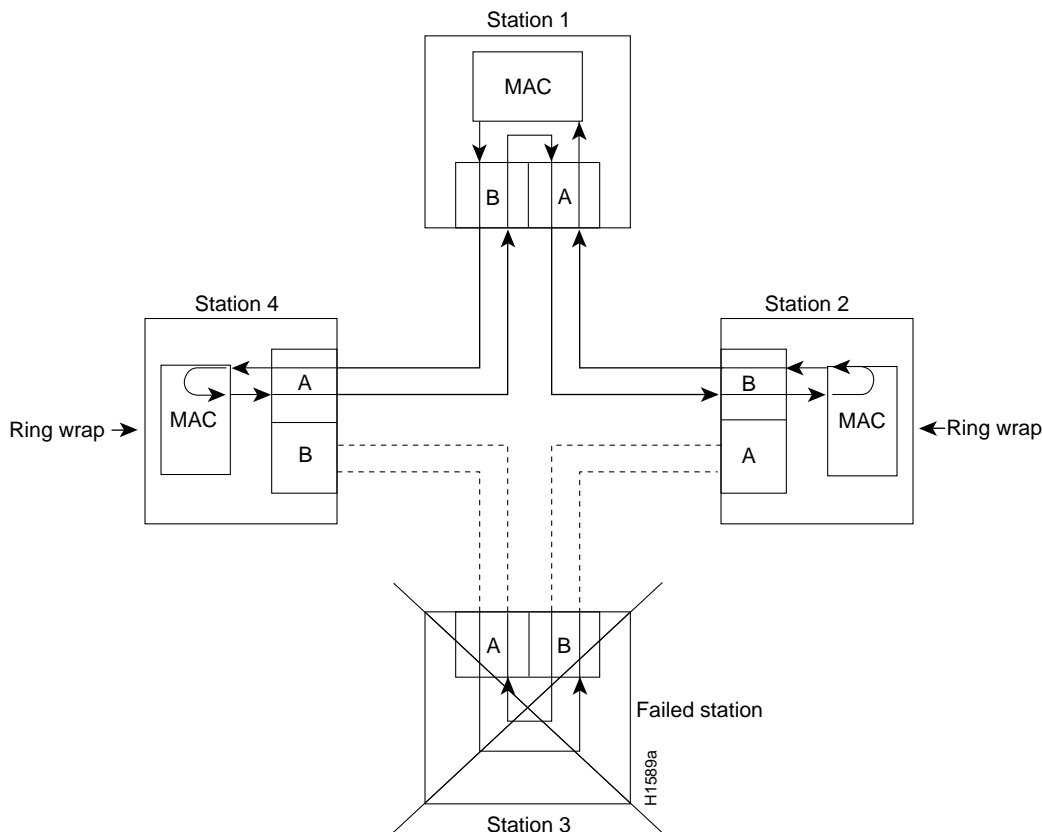 Station 1
MAC
B
A
Station 4
Station 2
A
B
MAC
MAC
Ring wrap
Ring wrap
B
A
A
B
Failed station
H1589a
Station 3